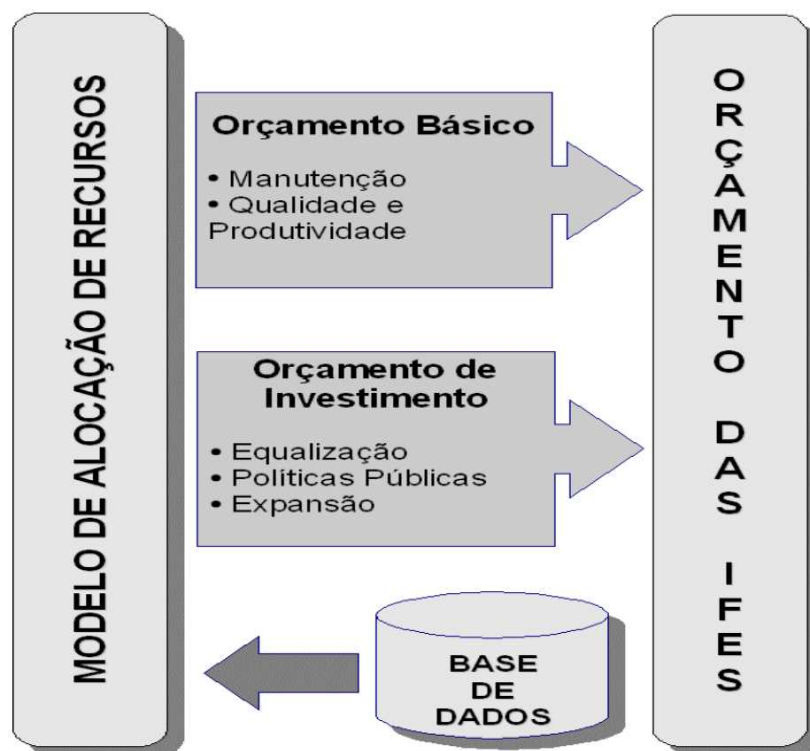 MODELO DE ALOCAÇÃO DE RECURSOS
Orçamento Básico
• Manutenção
• Qualidade e
Produtividade
Orçamento de
Investimento
• Equalização
• Políticas Públicas
• Expansão
BASE
DE
DADOS
ORÇAMENTO DAS IFES